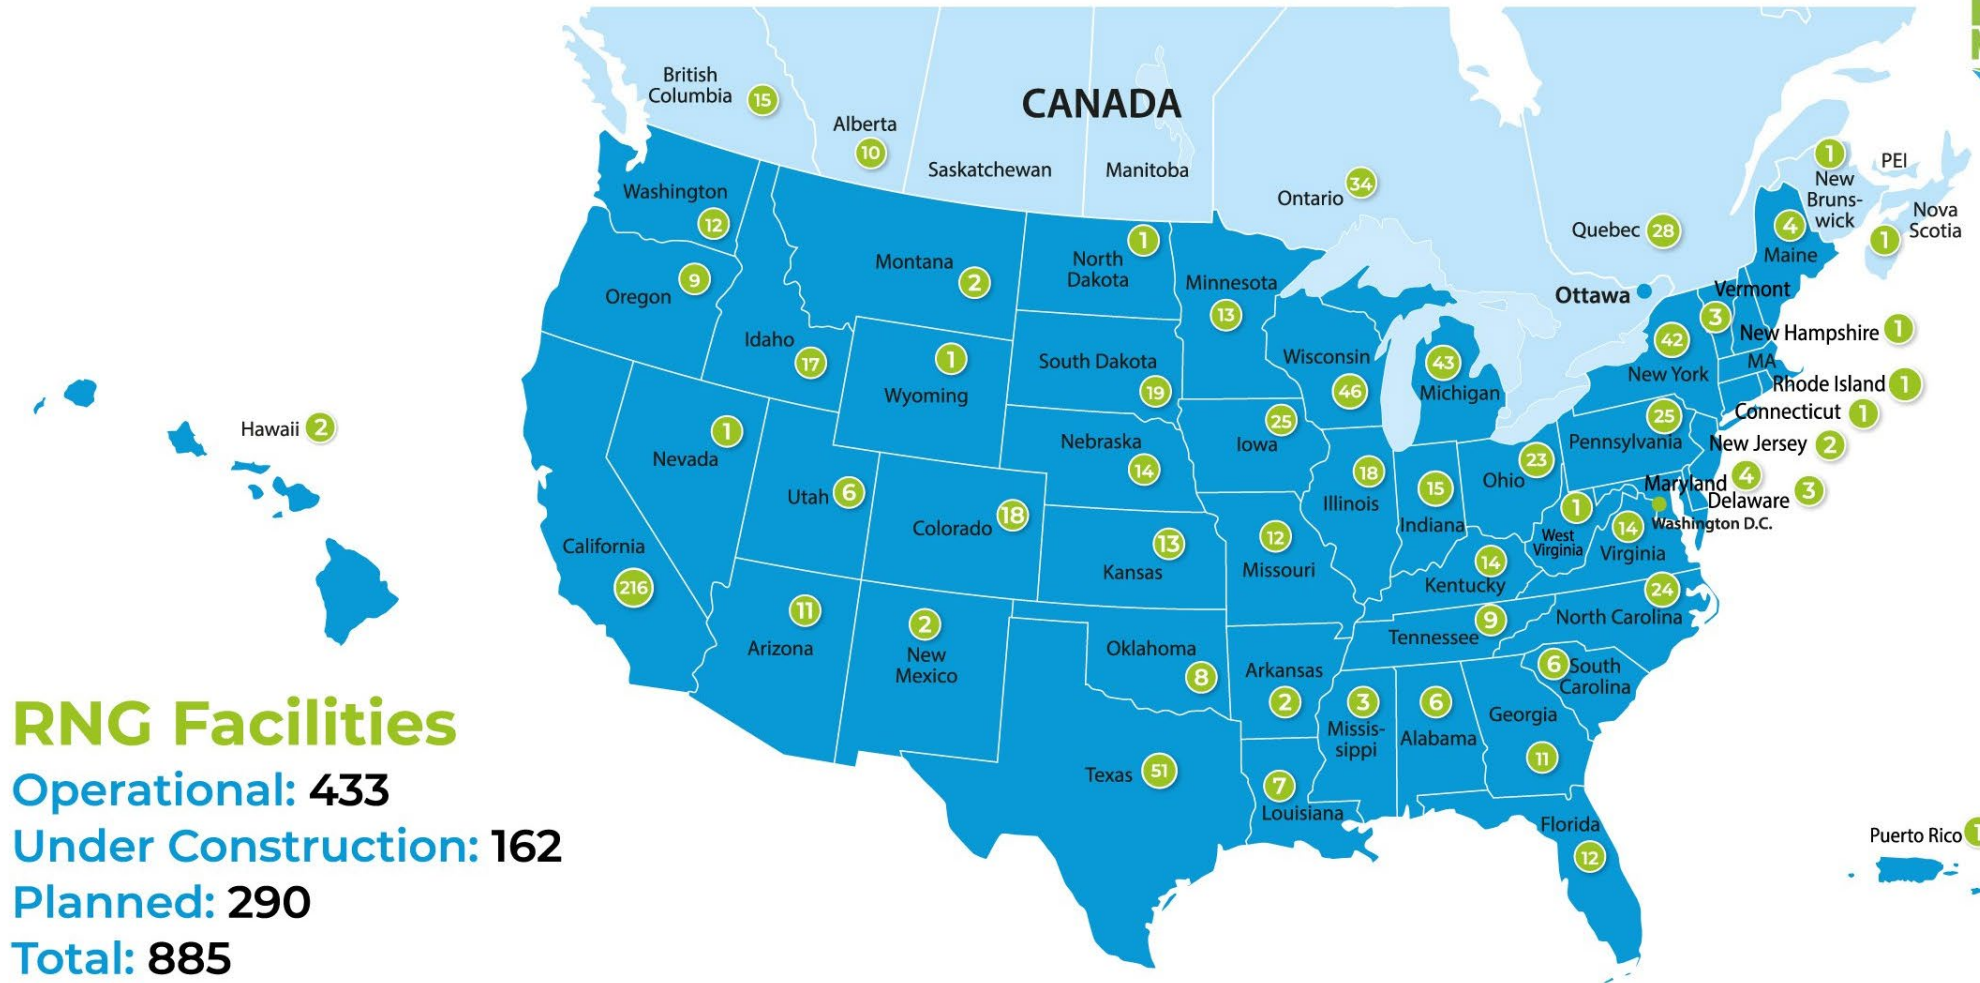 British
Columbia 15
Alberta
10
CANADA
Saskatchewan
Manitoba
Ontario 34
Quebec 28
Ottawa
1
New
Bruns-
wick
PEI
Nova
Scotia
1
Washington
12
Oregon 9
Idaho
17
Montana 2
1
Wyoming
1
North
Dakota
South Dakota
19
Minnesota
13
Wisconsin
46
43
Michigan
4
Maine
Vermont
3
New Hampshire 1
MA
Rhode Island 1
Connecticut 1
42
New York
25
Pennsylvania
New Jersey 2
Maryland 4
Delaware 3
Washington D.C.
Hawaii 2
California
216
1
Nevada
Utah 6
Colorado 18
Nebraska
14
25
Iowa
13
Kansas
12
Missouri
18
Illinois
15
Indiana
23
Ohio
1
West
Virginia
14
Virginia
14
Kentucky
24
North Carolina
9
Tennessee
11
Arizona
2
New
Mexico
Oklahoma
8
Arkansas
2
3
Missis-
sippi
6
Alabama
6 South
Carolina
Georgia
11
Texas 51
7
Louisiana
Florida
12
Puerto Rico 1
RNG Facilities
Operational: 433
Under Construction: 162
Planned: 290
Total: 885